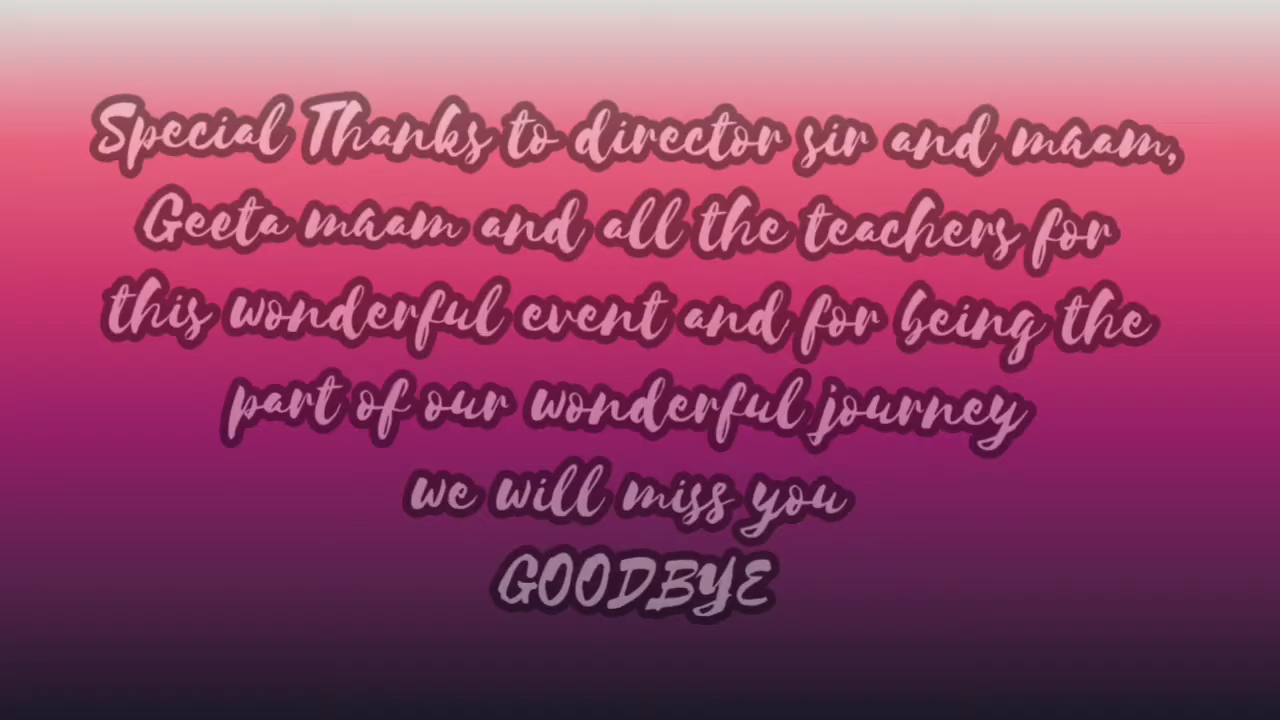 Special Thanks to director sir and maam,
Geeta maam and all the teachers for
this wonderful event and for being the
part of our wonderful journey
we will miss you
GOODBYE